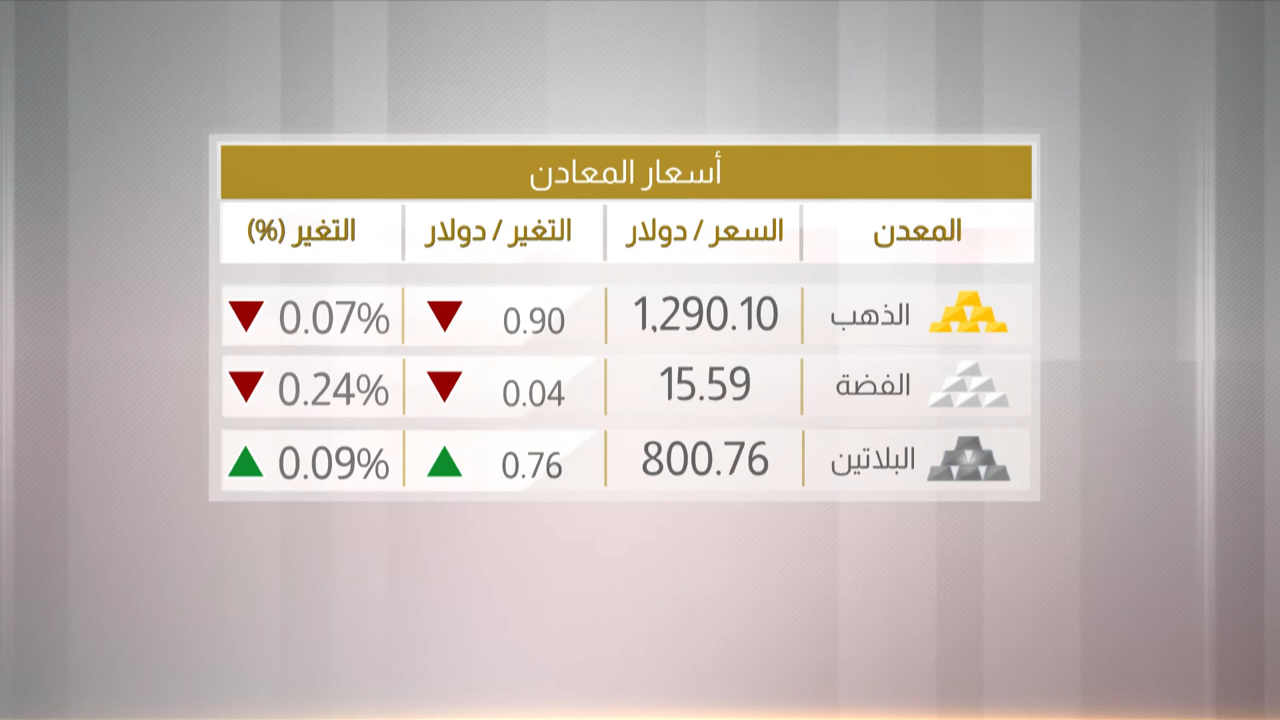 أسعار المعادن
المعدن السعر / دولار التغير / دولار التغير (%)
الذهب 1,290.10 0.90 0.07%
الفضة 15.59 0.04 0.24%
البلاتين 800.76 0.76 0.09%